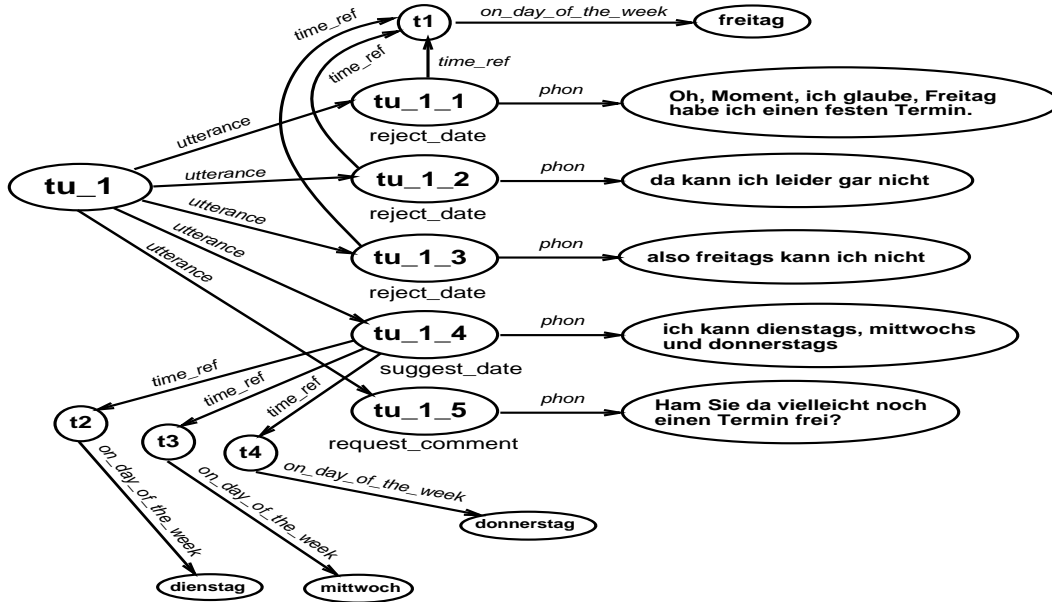 t1
on_day_of_the_week
freitag
time_ref
time_ref
time_ref
tu_1_1
phon
Oh, Moment, ich glaube, Freitag
habe ich einen festen Termin.
reject_date
utterance
tu_1
utterance
tu_1_2
phon
da kann ich leider gar nicht
reject_date
utterance
tu_1_3
phon
also freitags kann ich nicht
reject_date
utterance
tu_1_4
phon
ich kann dienstags, mittwochs
und donnerstags
suggest_date
utterance
tu_1_5
phon
Ham Sie da vielleicht noch
einen Termin frei?
request_comment
time_ref
time_ref
time_ref
t2
t3
t4
on_day_of_the_week
on_day_of_the_week
on_day_of_the_week
donnerstag
dienstag
mittwoch